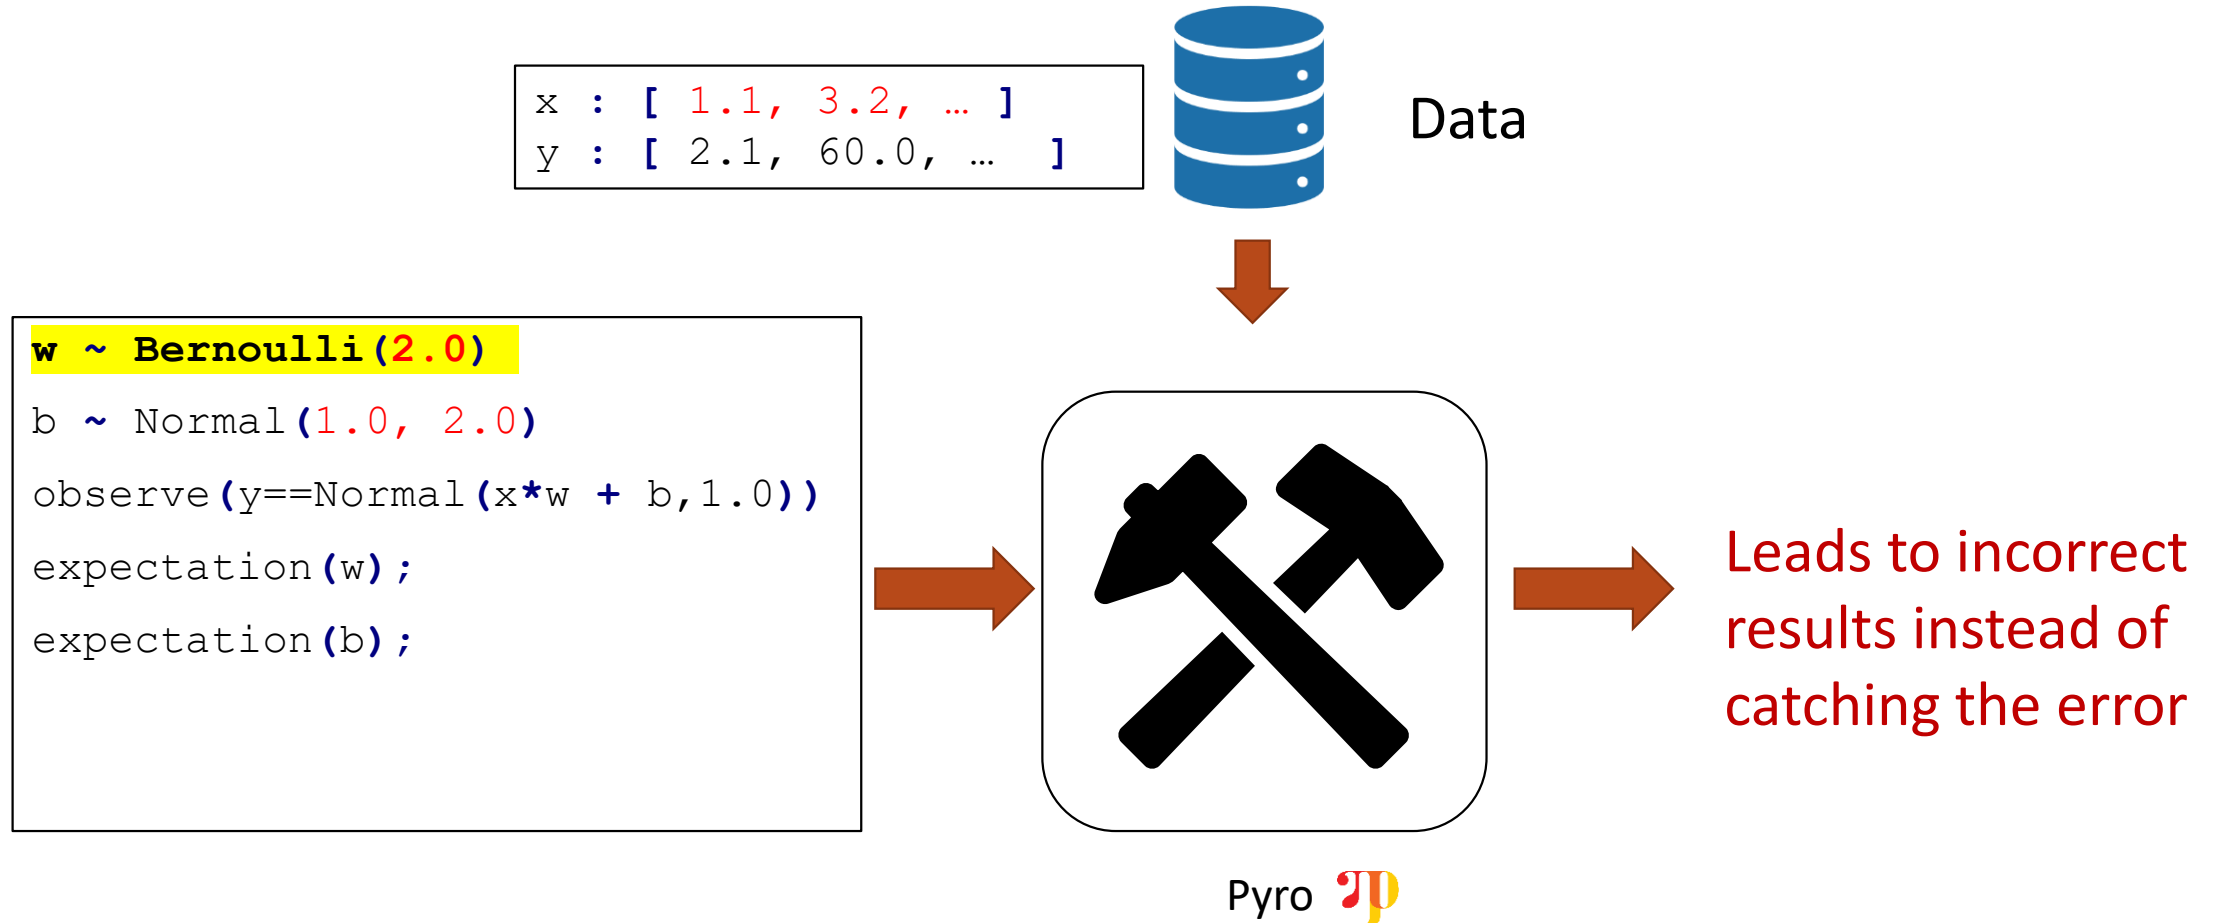 x : [ 1.1, 3.2, … ]
y : [ 2.1, 60.0, … ]
Data
w ~ Bernoulli(2.0)
b ~ Normal(1.0, 2.0)
observe(y==Normal(x*w + b,1.0))
expectation(w);
expectation(b);
Leads to incorrect
results instead of
catching the error
Pyro